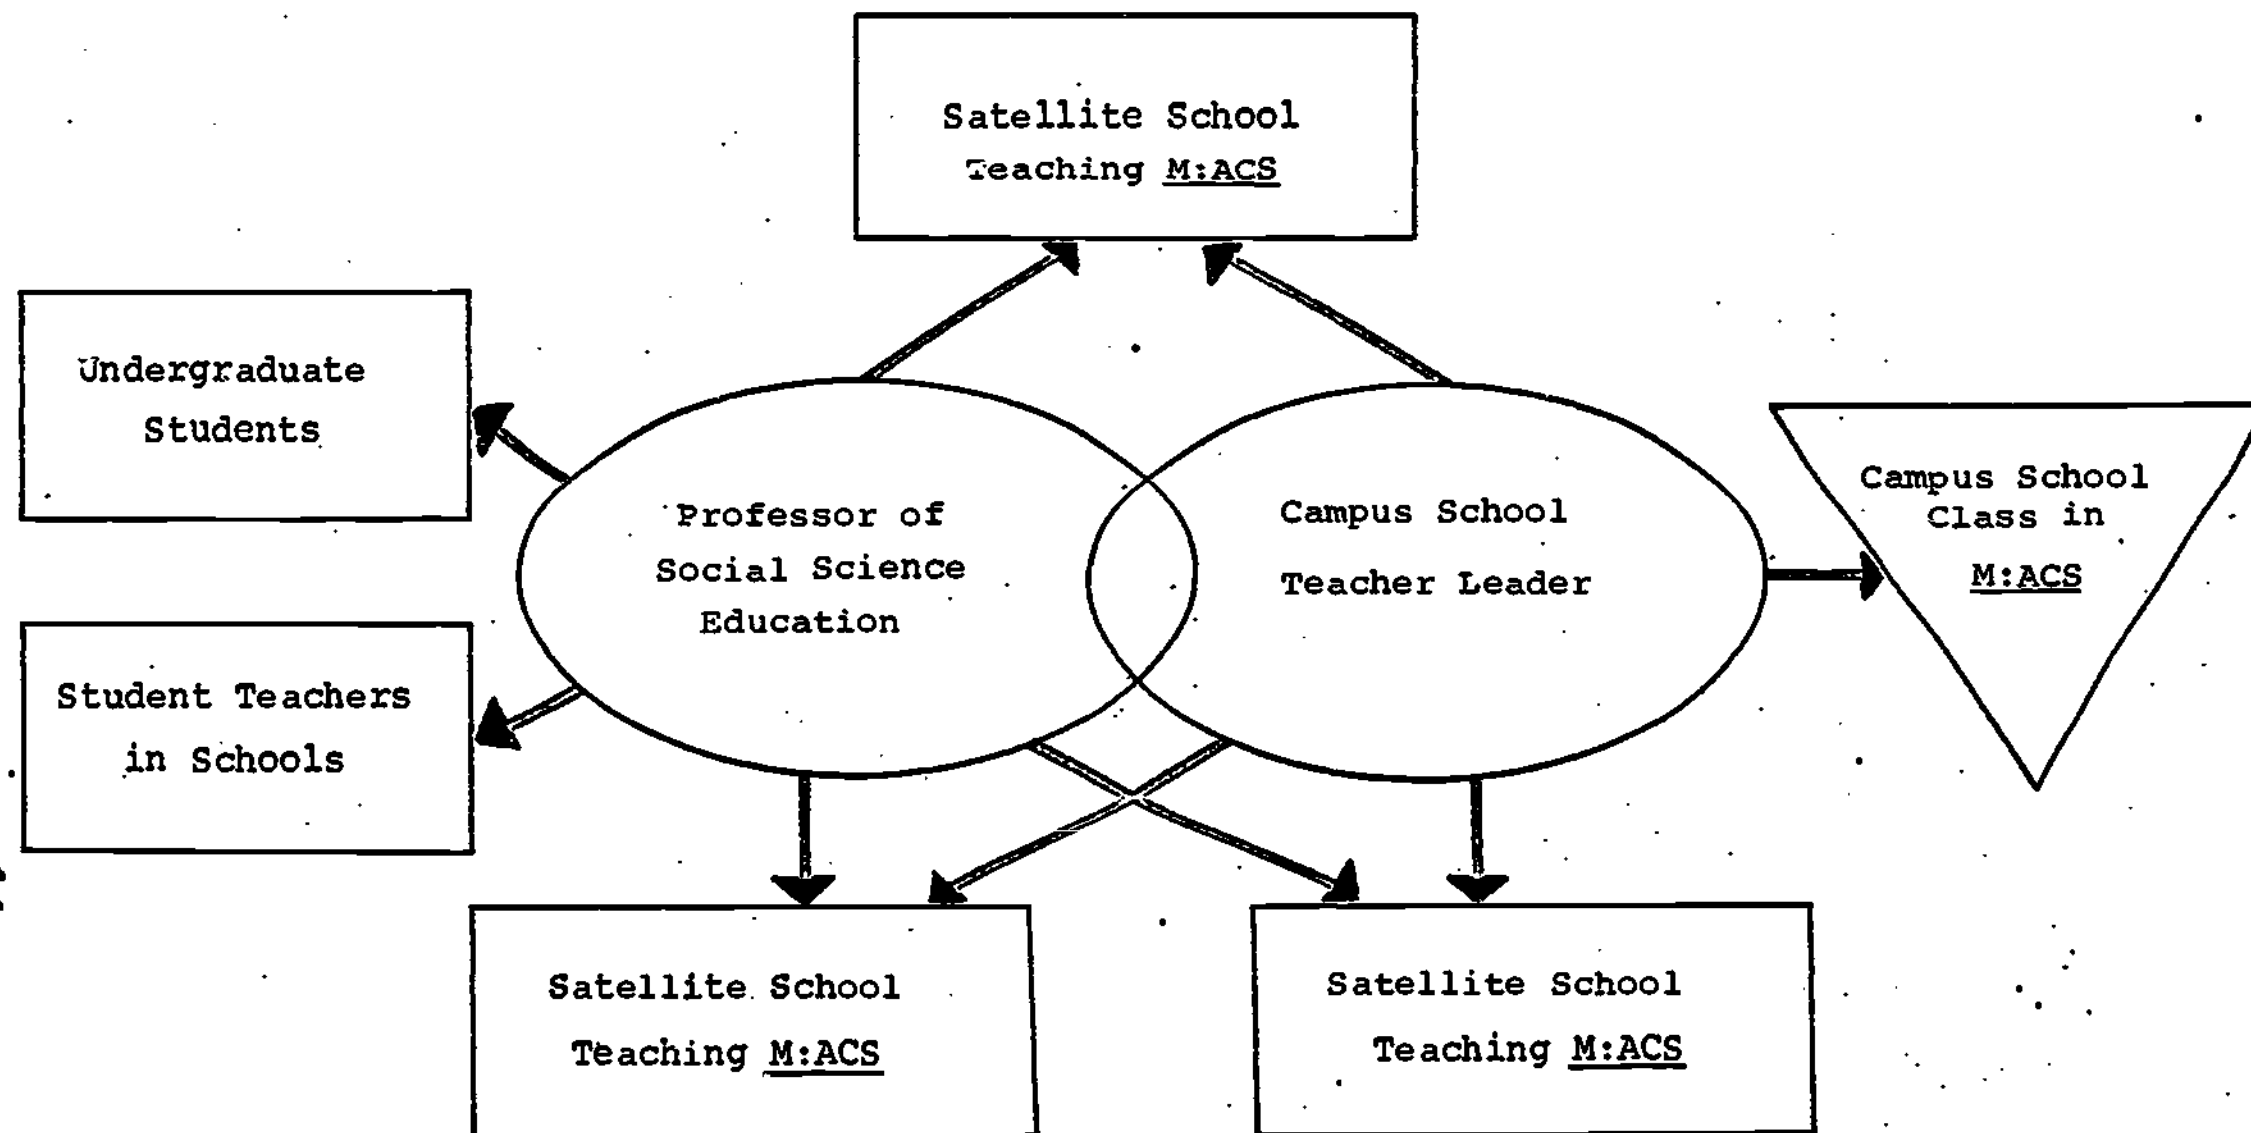 Satellite School
Teaching M:ACS
Undergraduate
Students
Professor of
Social Science
Education
Campus School
Teacher Leader
Campus School
Class in
M:ACS
Student Teachers
in Schools
Satellite School
Teaching M:ACS
Satellite School
Teaching M:ACS